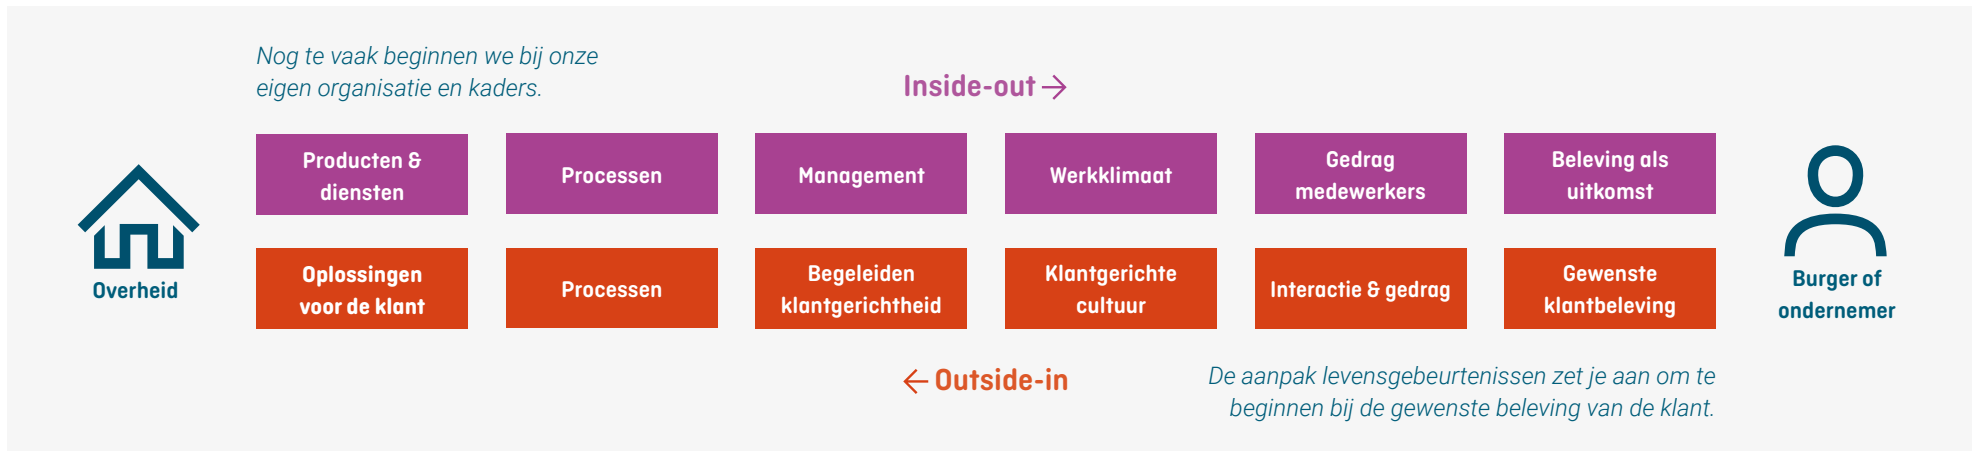 Nog te vaak beginnen we bij onze
eigen organisatie en kaders.
Inside-out →
Producten &
diensten
Processen
Management
Werkklimaat
Gedrag
medewerkers
Beleving als
uitkomst
Overheid
Oplossingen
voor de klant
Processen
Begeleiden
klantgerichtheid
Klantgerichte
cultuur
Interactie & gedrag
Gewenste
klantbeleving
Burger of
ondernemer
← Outside-in
De aanpak levensgebeurtenissen zet je aan om te
beginnen bij de gewenste beleving van de klant.